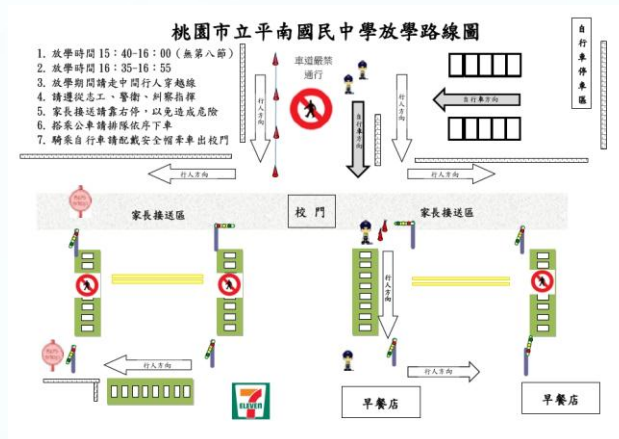 桃園市立平南國民中學放學路線圖
1. 放學時間 15：40-16：00（無第八節）
2. 放學時間 16：35-16：55
3. 放學期間請走中間行人穿越線
4. 請遵從志工、警衛、糾察指揮
5. 家長接送請靠右停，以免造成危險
6. 搭乘公車請排隊依序下車
7. 騎乘自行車請配戴安全帽牽車出校門
車道嚴禁
通行
自行車停車區
行人方向
自行車方向
行人方向
自行車方向
行人方向
行人方向
家長接送區
校 門
家長接送區
行人方向
行人方向
行人方向
7
ELEVEN
早餐店
早餐店